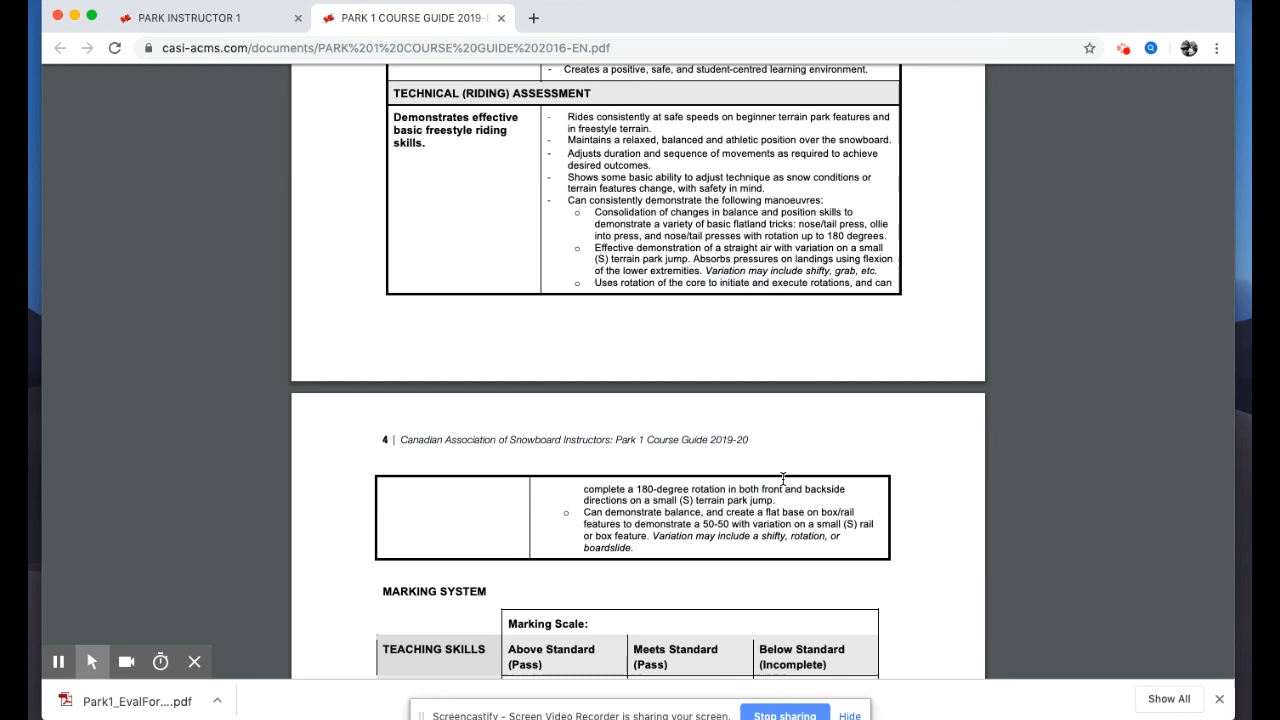 PARK INSTRUCTOR 1
PARK 1 COURSE GUIDE 2019-
casi-acms.com/documents/PARK%201%20COURSE%20GUIDE%202016-EN.pdf
- Creates a positive, safe, and student-centred learning environment.
TECHNICAL (RIDING) ASSESSMENT
Demonstrates effective
basic freestyle riding
skills.
- Rides consistently at safe speeds on beginner terrain park features and
in freestyle terrain.
- Maintains a relaxed, balanced and athletic position over the snowboard.
- Adjusts duration and sequence of movements as required to achieve
desired outcomes.
- Shows some basic ability to adjust technique as snow conditions or
terrain features change, with safety in mind.
- Can consistently demonstrate the following manoeuvres:
o Consolidation of changes in balance and position skills to
demonstrate a variety of basic flatland tricks: nose/tail press, ollie
into press, and nose/tail presses with rotation up to 180 degrees.
o Effective demonstration of a straight air with variation on a small
(S) terrain park jump. Absorbs pressures on landings using flexion
of the lower extremities. Variation may include shifty, grab, etc.
o Uses rotation of the core to initiate and execute rotations, and can
4 | Canadian Association of Snowboard Instructors: Park 1 Course Guide 2019-20
complete a 180-degree rotation in both front and backside
directions on a small (S) terrain park jump.
o Can demonstrate balance, and create a flat base on box/rail
features to demonstrate a 50-50 with variation on a small (S) rail
or box feature. Variation may include a shifty, rotation, or
boardslide.
MARKING SYSTEM
Marking Scale:
TEACHING SKILLS
Above Standard
(Pass)
Meets Standard
(Pass)
Below Standard
(Incomplete)
Park1_EvalFor....pdf
Show All
Screencastify - Screen Video Recorder is sharing your screen.
Stop sharing
Hide